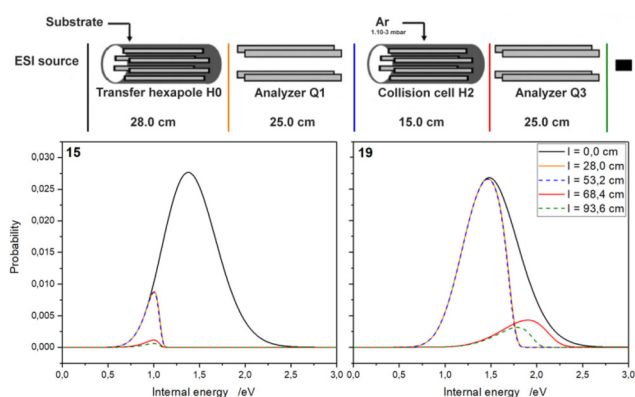 Substrate
Ar
1.10-3 mbar
ESI source
Transfer hexapole H0
Analyzer Q1
Collision cell H2
Analyzer Q3
28.0 cm
25.0 cm
15.0 cm
25.0 cm
15
19
l = 0,0 cm
l = 28,0 cm
l = 53,2 cm
l = 68,4 cm
l = 93,6 cm
Probability
0,030
0,025
0,020
0,015
0,010
0,005
0,000
0,0 0,5 1,0 1,5 2,0 2,5 3,0
0,0 0,5 1,0 1,5 2,0 2,5 3,0
Internal energy /eV
Internal energy /eV